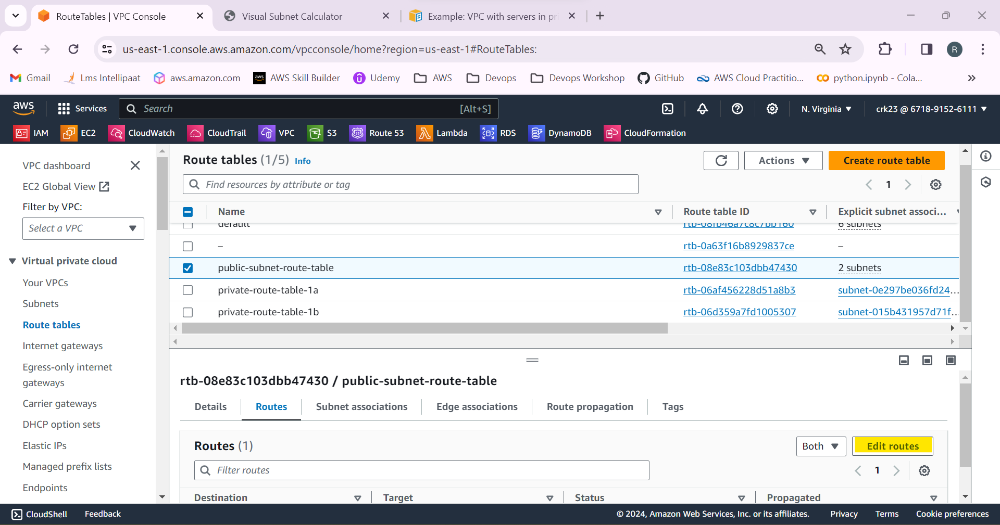 RouteTables | VPC Console
Visual Subnet Calculator
Example: VPC with servers in pri
us-east-1.console.aws.amazon.com/vpcconsole/home?region=us-east-1#RouteTables:
R
Gmail
Lms Intellipaat
aws.amazon.com
aws
AWS Skill Builder
Udemy
AWS
Devops
Devops Workshop
GitHub
AWS Cloud Practitio...
python.ipynb - Cola...
aws
Services
Search
[Alt+S]
N. Virginia
crk23 @ 6718-9152-6111
IAM
EC2
CloudWatch
CloudTrail
VPC
S3
Route 53
Lambda
RDS
DynamoDB
CloudFormation
VPC dashboard
EC2 Global View
Filter by VPC:
Select a VPC
Virtual private cloud
Your VPCs
Subnets
Route tables
Internet gateways
Egress-only internet
gateways
Carrier gateways
DHCP option sets
Elastic IPs
Managed prefix lists
Endpoints
Route tables (1/5) Info
Actions
Create route table
Find resources by attribute or tag
1
Name
Route table ID
Explicit subnet associ...
default
rtb-08fb46a7c8c7bb160
6 subnets
–
rtb-0a63f16b8929837ce
–
public-subnet-route-table
rtb-08e83c103dbb47430
2 subnets
private-route-table-1a
rtb-06af456228d51a8b3
subnet-0e297be036fd24...
private-route-table-1b
rtb-06d359a7fd1005307
subnet-015b431957d71f...
rtb-08e83c103dbb47430 / public-subnet-route-table
Details
Routes
Subnet associations
Edge associations
Route propagation
Tags
Routes (1)
Both
Edit routes
Filter routes
1
Destination
Target
Status
Propagated
CloudShell
Feedback
© 2024, Amazon Web Services, Inc. or its affiliates.
Privacy
Terms
Cookie preferences